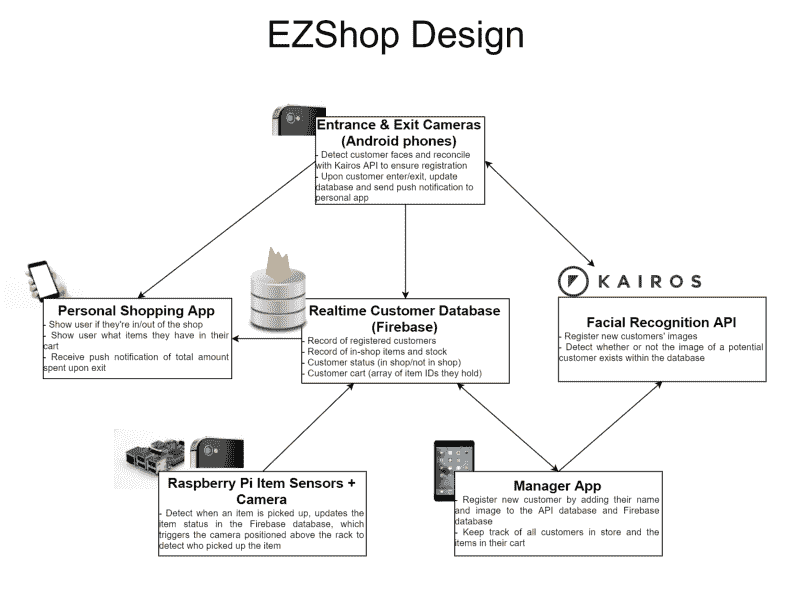 EZShop Design
Entrance & Exit Cameras
(Android phones)
- Detect customer faces and reconcile
with Kairos API to ensure registration
- Upon customer enter/exit, update
database and send push notification to
personal app
KAIROS
Personal Shopping App
- Show user if they're in/out of the shop
- Show user what items they have in their
cart
- Receive push notification of total amount
spent upon exit
Realtime Customer Database
(Firebase)
- Record of registered customers
- Record of in-shop items and stock
- Customer status (in shop/not in shop)
- Customer cart (array of item IDs they hold)
Facial Recognition API
- Register new customers' images
- Detect whether or not the image of a potential
customer exists within the database
Raspberry Pi Item Sensors +
Camera
- Detect when an item is picked up, updates the
item status in the Firebase database, which
triggers the camera positioned above the rack to
detect who picked up the item
Manager App
- Register new customer by adding their name
and image to the API database and Firebase
database
- Keep track of all customers in store and the
items in their cart